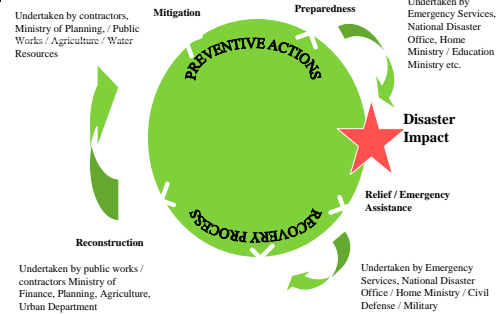 Undertaken by contractors,
Ministry of Planning, / Public
Works / Agriculture / Water
Resources
Mitigation
Preparedness
Undertaken by
Emergency Services,
National Disaster
Office, Home
Ministry / Education
Ministry etc.
PREVENTIVE ACTIONS
Disaster
Impact
Relief / Emergency
Assistance
RECOVERY PROCESS
Reconstruction
Undertaken by public works /
contractors Ministry of
Finance, Planning, Agriculture,
Urban Department
Undertaken by Emergency
Services, National Disaster
Office / Home Ministry / Civil
Defense / Military